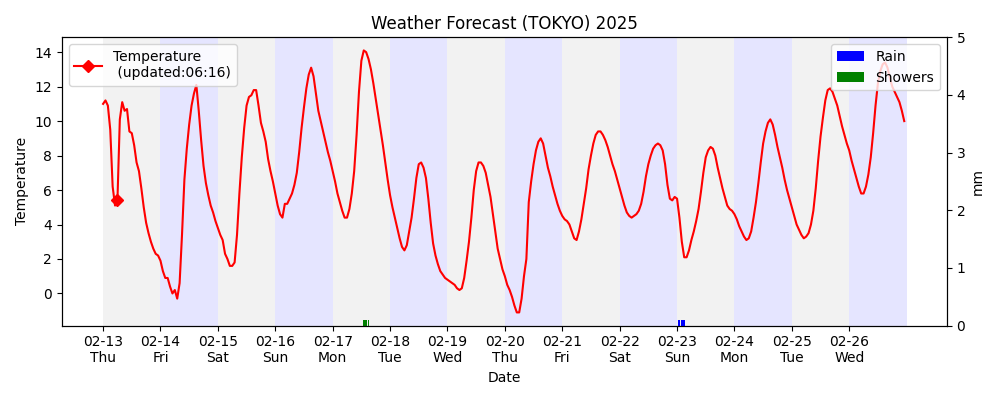 Weather Forecast (TOKYO) 2025
Temperature
(updated:06:16)
Rain
Showers
Temperature
14
12
10
8
6
4
2
0
5
4
3
2
1
0
mm
02-13 02-14 02-15 02-16 02-17 02-18 02-19 02-20 02-21 02-22 02-23 02-24 02-25 02-26
Thu Fri Sat Sun Mon Tue Wed Thu Fri Sat Sun Mon Tue Wed
Date